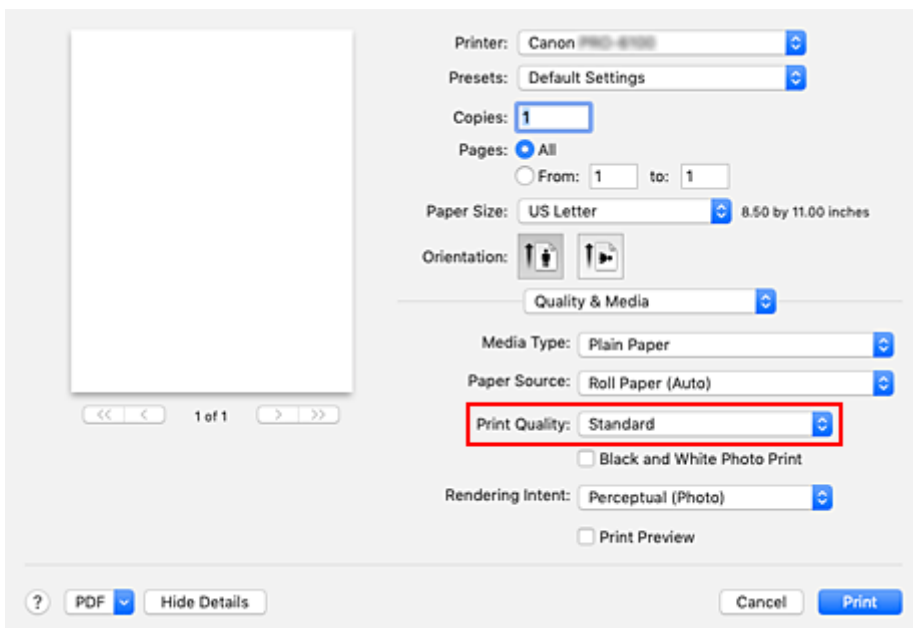 Printer: Canon
Presets: Default Settings
Copies: 1
Pages: All
From: 1 to: 1
Paper Size: US Letter 8.50 by 11.00 inches
Orientation:
Quality & Media
Media Type: Plain Paper
Paper Source: Roll Paper (Auto)
<< < 1 of 1 > >>
Print Quality: Standard
Black and White Photo Print
Rendering Intent: Perceptual (Photo)
Print Preview
? PDF Hide Details Cancel Print